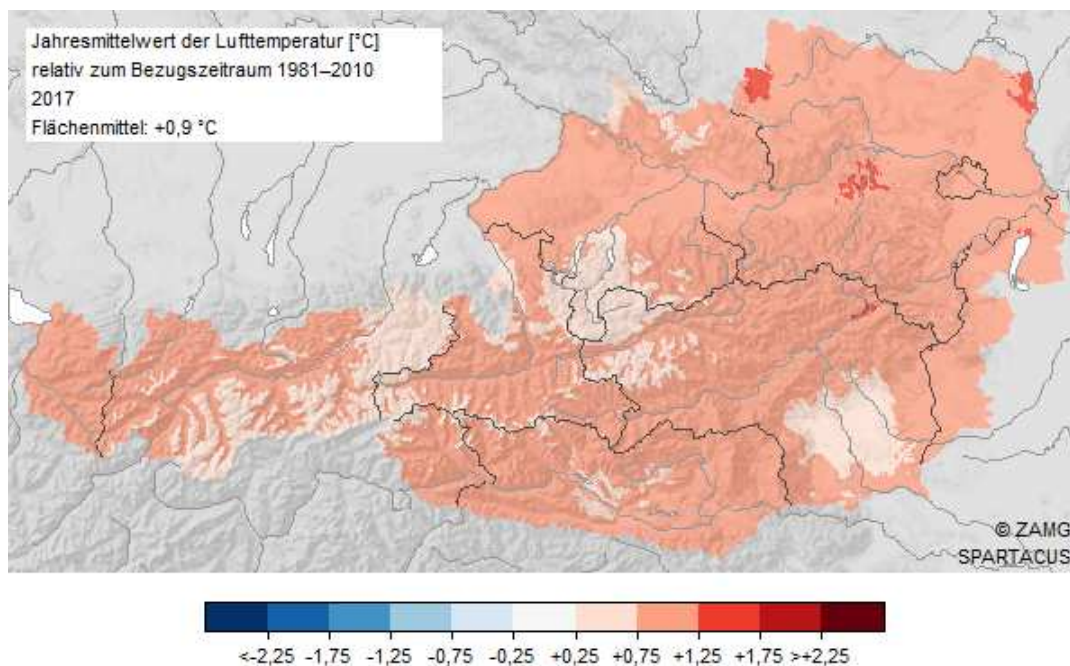 Jahresmittelwert der Lufttemperatur [°C]
relativ zum Bezugszeitraum 1981–2010
2017
Flächenmittel: +0,9 °C
© ZAMG
SPARTACUS
<-2,25 -1,75 -1,25 -0,75 -0,25 +0,25 +0,75 +1,25 +1,75 >+2,25